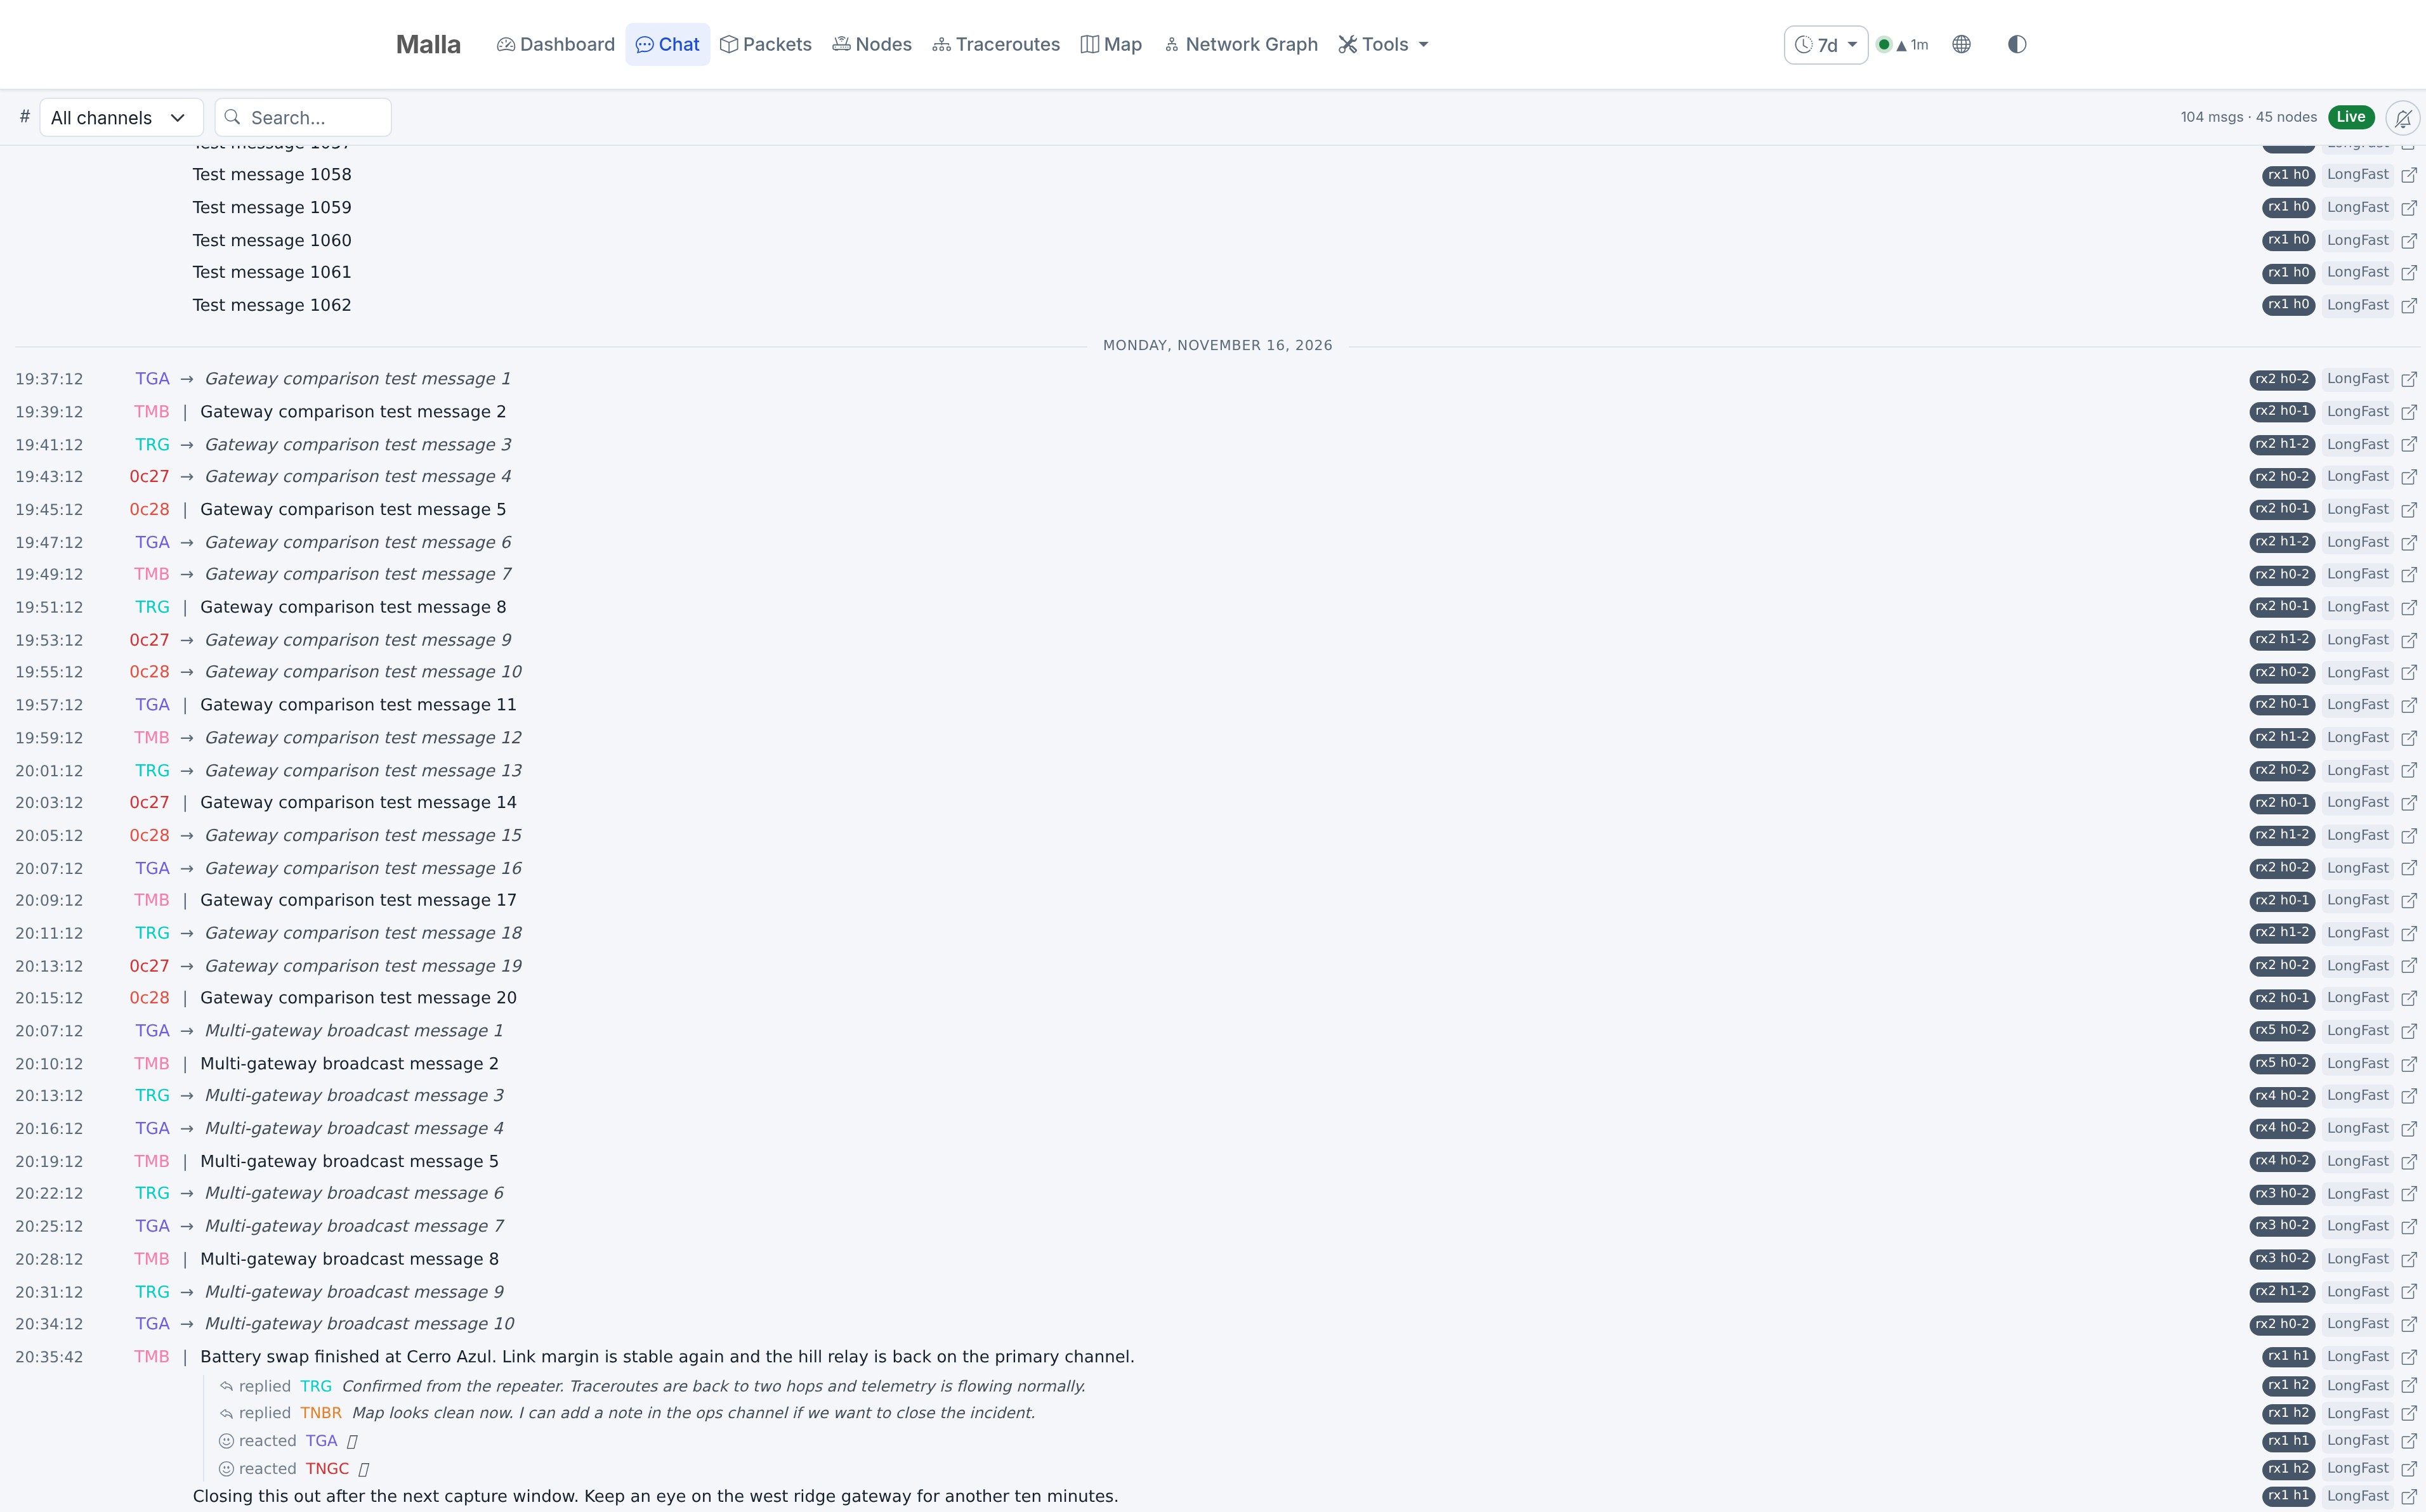 Malla Dashboard Chat Packets Nodes Traceroutes Map Network Graph Tools 7d ▲ 1m
# All channels Search... 104 msgs · 45 nodes Live
Test message 1058 rx1 h0 LongFast
Test message 1059 rx1 h0 LongFast
Test message 1060 rx1 h0 LongFast
Test message 1061 rx1 h0 LongFast
Test message 1062 rx1 h0 LongFast
MONDAY, NOVEMBER 16, 2026
19:37:12 TGA → Gateway comparison test message 1 rx2 h0-2 LongFast
19:39:12 TMB | Gateway comparison test message 2 rx2 h0-1 LongFast
19:41:12 TRG → Gateway comparison test message 3 rx2 h1-2 LongFast
19:43:12 0c27 → Gateway comparison test message 4 rx2 h0-2 LongFast
19:45:12 0c28 | Gateway comparison test message 5 rx2 h0-1 LongFast
19:47:12 TGA → Gateway comparison test message 6 rx2 h1-2 LongFast
19:49:12 TMB → Gateway comparison test message 7 rx2 h0-2 LongFast
19:51:12 TRG | Gateway comparison test message 8 rx2 h0-1 LongFast
19:53:12 0c27 → Gateway comparison test message 9 rx2 h1-2 LongFast
19:55:12 0c28 → Gateway comparison test message 10 rx2 h0-2 LongFast
19:57:12 TGA | Gateway comparison test message 11 rx2 h0-1 LongFast
19:59:12 TMB → Gateway comparison test message 12 rx2 h1-2 LongFast
20:01:12 TRG → Gateway comparison test message 13 rx2 h0-2 LongFast
20:03:12 0c27 | Gateway comparison test message 14 rx2 h0-1 LongFast
20:05:12 0c28 → Gateway comparison test message 15 rx2 h1-2 LongFast
20:07:12 TGA → Gateway comparison test message 16 rx2 h0-2 LongFast
20:09:12 TMB | Gateway comparison test message 17 rx2 h0-1 LongFast
20:11:12 TRG → Gateway comparison test message 18 rx2 h1-2 LongFast
20:13:12 0c27 → Gateway comparison test message 19 rx2 h0-2 LongFast
20:15:12 0c28 | Gateway comparison test message 20 rx2 h0-1 LongFast
20:07:12 TGA → Multi-gateway broadcast message 1 rx5 h0-2 LongFast
20:10:12 TMB | Multi-gateway broadcast message 2 rx5 h0-2 LongFast
20:13:12 TRG → Multi-gateway broadcast message 3 rx4 h0-2 LongFast
20:16:12 TGA → Multi-gateway broadcast message 4 rx4 h0-2 LongFast
20:19:12 TMB | Multi-gateway broadcast message 5 rx4 h0-2 LongFast
20:22:12 TRG → Multi-gateway broadcast message 6 rx3 h0-2 LongFast
20:25:12 TGA → Multi-gateway broadcast message 7 rx3 h0-2 LongFast
20:28:12 TMB | Multi-gateway broadcast message 8 rx3 h0-2 LongFast
20:31:12 TRG → Multi-gateway broadcast message 9 rx2 h1-2 LongFast
20:34:12 TGA → Multi-gateway broadcast message 10 rx2 h0-2 LongFast
20:35:42 TMB | Battery swap finished at Cerro Azul. Link margin is stable again and the hill relay is back on the primary channel. rx1 h1 LongFast
replied TRG Confirmed from the repeater. Traceroutes are back to two hops and telemetry is flowing normally. rx1 h2 LongFast
replied TNBR Map looks clean now. I can add a note in the ops channel if we want to close the incident. rx1 h2 LongFast
reacted TGA rx1 h1 LongFast
reacted TNGC rx1 h2 LongFast
Closing this out after the next capture window. Keep an eye on the west ridge gateway for another ten minutes. rx1 h1 LongFast